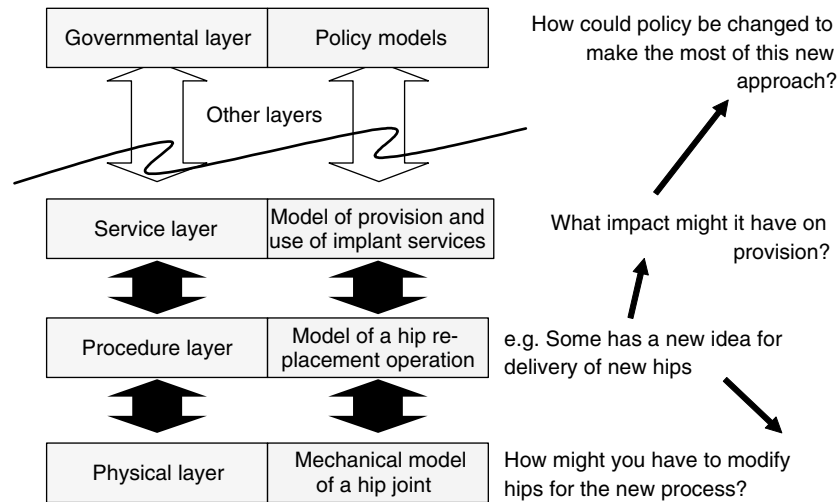 Governmental layer
Policy models
How could policy be changed to
make the most of this new
approach?
Other layers
Service layer
Model of provision and
use of implant services
What impact might it have on
provision?
Procedure layer
Model of a hip re-
placement operation
e.g. Some has a new idea for
delivery of new hips
Physical layer
Mechanical model
of a hip joint
How might you have to modify
hips for the new process?